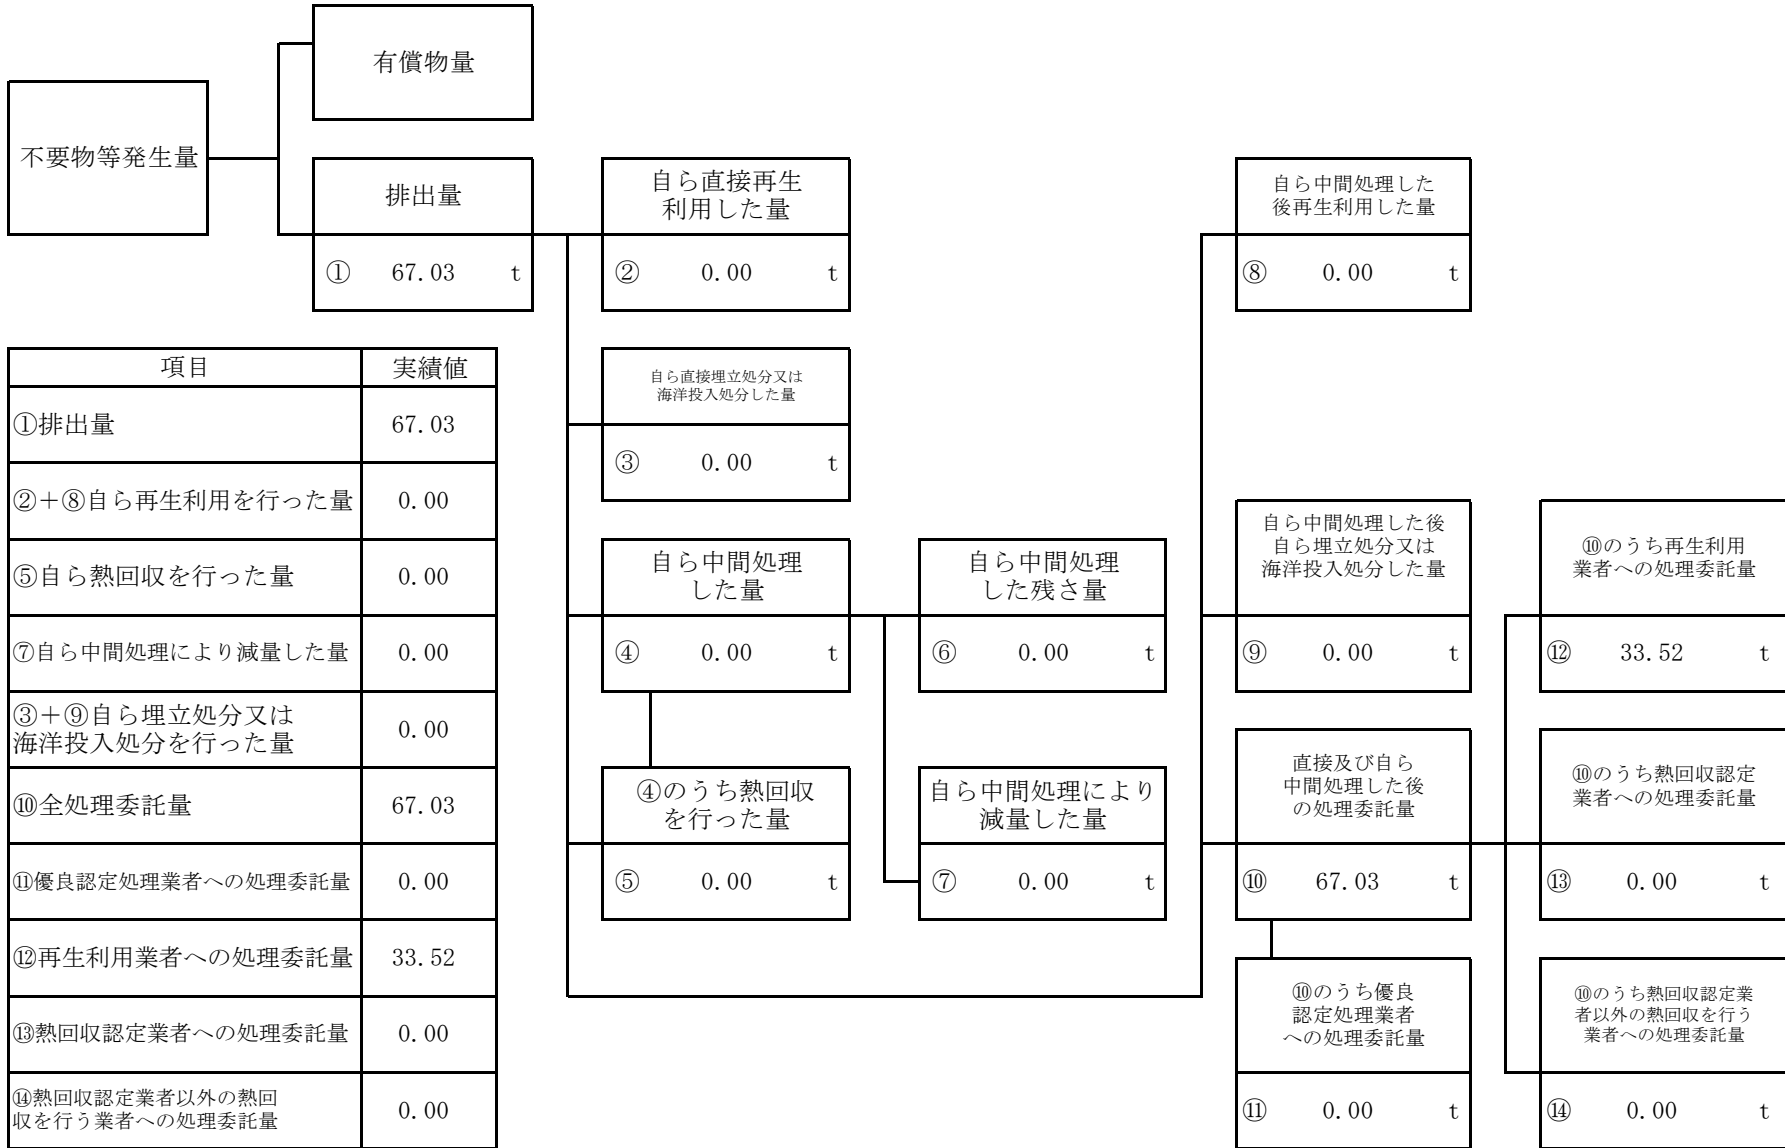 有償物量
不要物等発生量
排出量
① 67.03 t
自ら直接再生
利用した量
② 0.00 t
自ら中間処理した
後再生利用した量
⑧ 0.00 t
自ら直接埋立処分又は
海洋投入処分した量
③ 0.00 t
自ら中間処理
した量
④ 0.00 t
自ら中間処理
した残さ量
⑥ 0.00 t
自ら中間処理した後
自ら埋立処分又は
海洋投入処分した量
⑨ 0.00 t
⑩のうち再生利用
業者への処理委託量
⑫ 33.52 t
④のうち熱回収
を行った量
⑤ 0.00 t
自ら中間処理により
減量した量
⑦ 0.00 t
直接及び自ら
中間処理した後
の処理委託量
⑩ 67.03 t
⑩のうち熱回収認定
業者への処理委託量
⑬ 0.00 t
⑩のうち優良
認定処理業者
への処理委託量
⑪ 0.00 t
⑩のうち熱回収認定業
者以外の熱回収を行う
業者への処理委託量
⑭ 0.00 t
項目 実績値
①排出量 67.03
②＋⑧自ら再生利用を行った量 0.00
⑤自ら熱回収を行った量 0.00
⑦自ら中間処理により減量した量 0.00
③＋⑨自ら埋立処分又は
海洋投入処分を行った量 0.00
⑩全処理委託量 67.03
⑪優良認定処理業者への処理委託量 0.00
⑫再生利用業者への処理委託量 33.52
⑬熱回収認定業者への処理委託量 0.00
⑭熱回収認定業者以外の熱回
収を行う業者への処理委託量 0.00